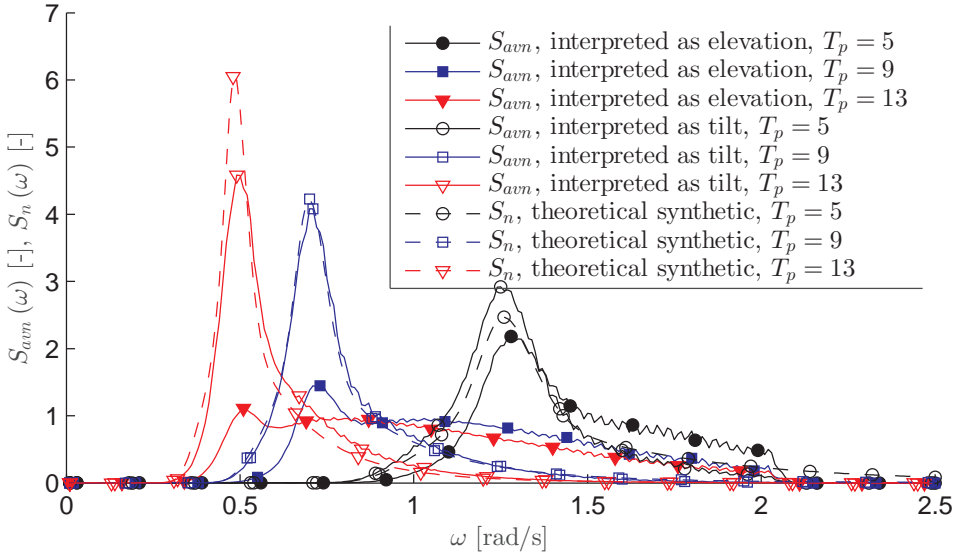 7
6
5
4
3
2
1
0
S_avn (ω) [-], S_n (ω) [-]
S_avn, interpreted as elevation, T_p = 5
S_avn, interpreted as elevation, T_p = 9
S_avn, interpreted as elevation, T_p = 13
S_avn, interpreted as tilt, T_p = 5
S_avn, interpreted as tilt, T_p = 9
S_avn, interpreted as tilt, T_p = 13
S_n, theoretical synthetic, T_p = 5
S_n, theoretical synthetic, T_p = 9
S_n, theoretical synthetic, T_p = 13
0 0.5 1 1.5 2 2.5
ω [rad/s]